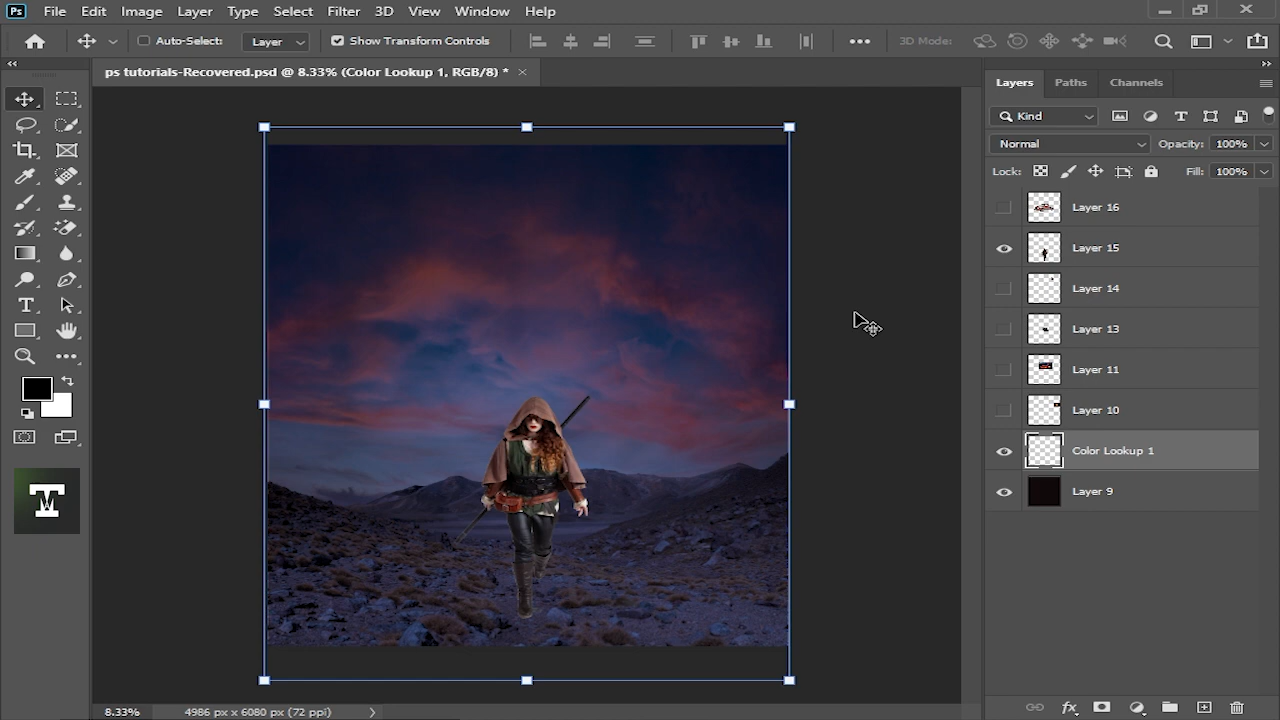 Ps File Edit Image Layer Type Select Filter 3D View Window Help
Auto-Select: Layer Show Transform Controls 3D Mode:
ps tutorials-Recovered.psd @ 8.33% (Color Lookup 1, RGB/8) *
Layers Paths Channels
Kind
Normal Opacity: 100%
Lock: Fill: 100%
Layer 16
Layer 15
Layer 14
Layer 13
Layer 11
Layer 10
Color Lookup 1
Layer 9
8.33% 4986 px x 6080 px (72 ppi)